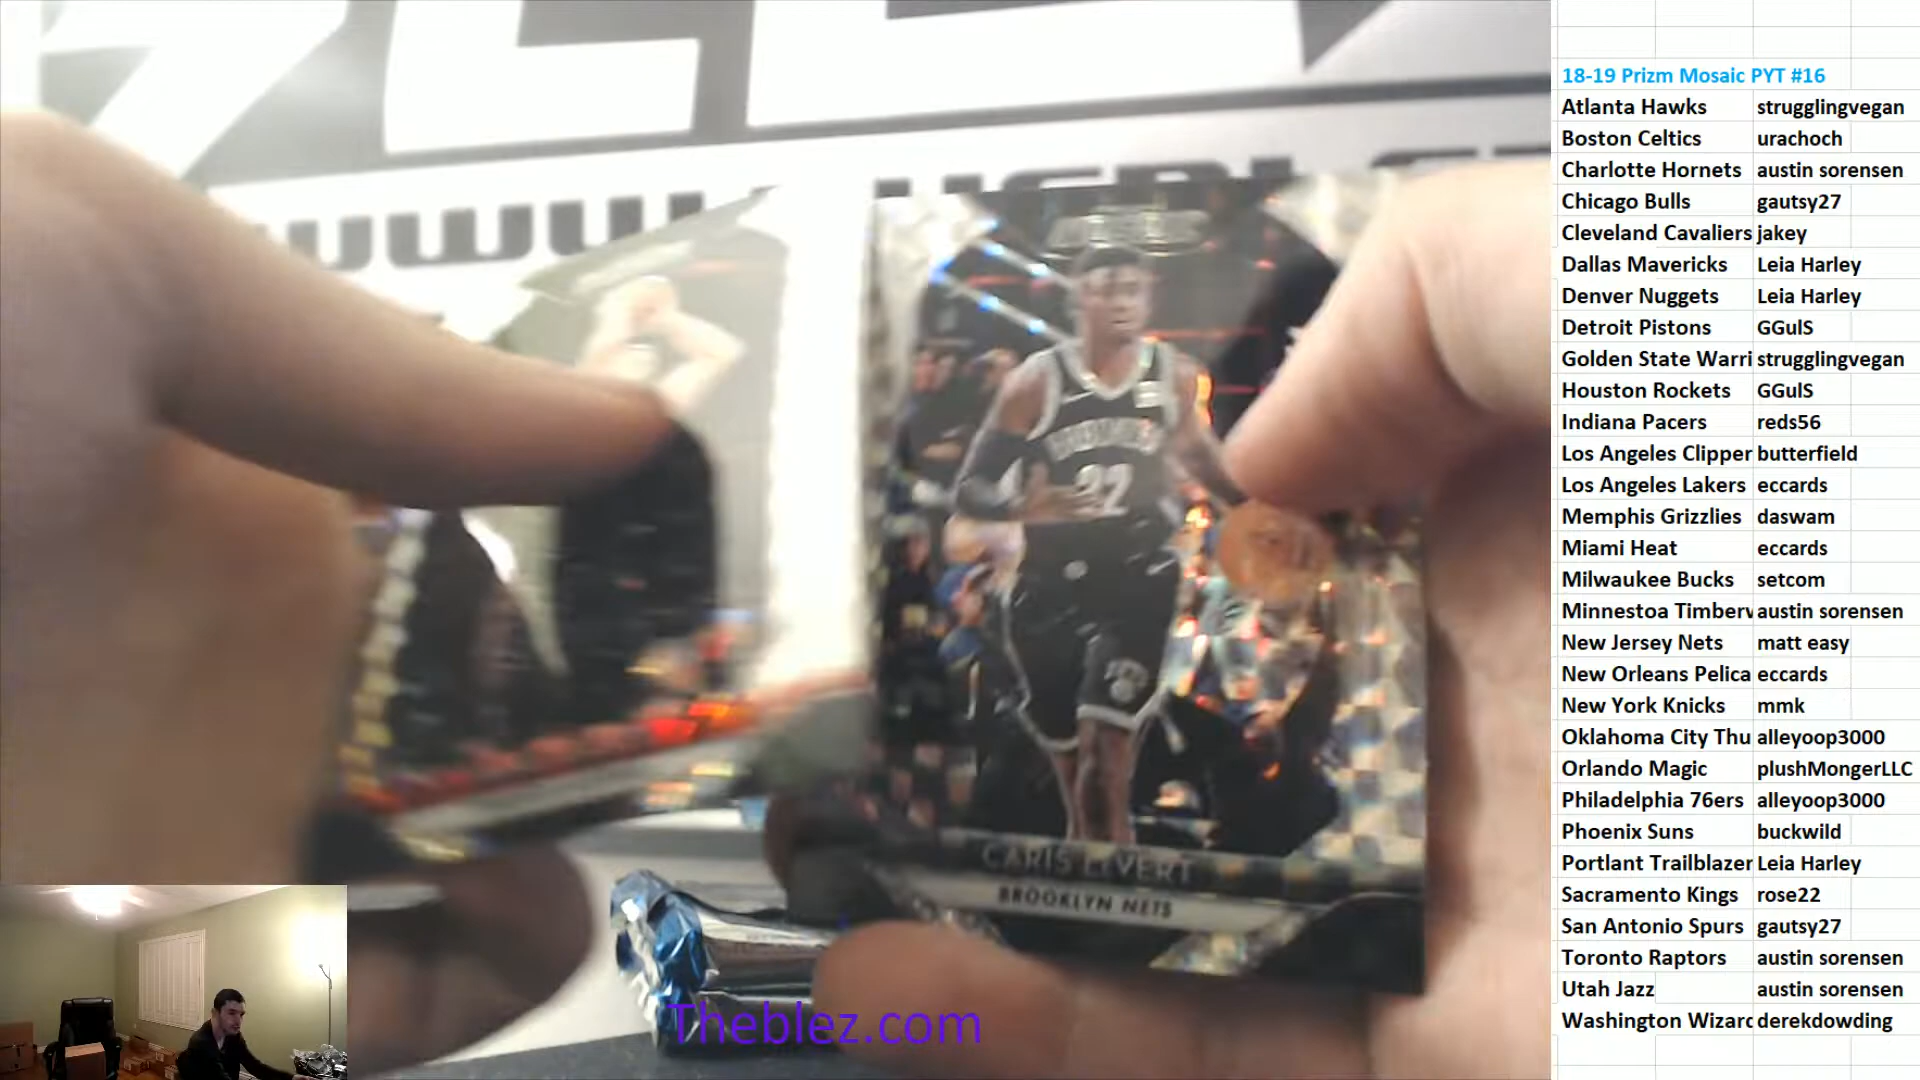 18-19 Prizm Mosaic PYT #16
Atlanta Hawks strugglingvegan
Boston Celtics urachoch
Charlotte Hornets austin sorensen
Chicago Bulls gautsy27
Cleveland Cavaliers jakey
Dallas Mavericks Leia Harley
Denver Nuggets Leia Harley
Detroit Pistons GGulS
Golden State Warri strugglingvegan
Houston Rockets GGulS
Indiana Pacers reds56
Los Angeles Clipper butterfield
Los Angeles Lakers eccards
Memphis Grizzlies daswam
Miami Heat eccards
Milwaukee Bucks setcom
Minnestoa Timberv austin sorensen
New Jersey Nets matt easy
New Orleans Pelica eccards
New York Knicks mmk
Oklahoma City Thu alleyoop3000
Orlando Magic plushMongerLLC
Philadelphia 76ers alleyoop3000
Phoenix Suns buckwild
Portlant Trailblazer Leia Harley
Sacramento Kings rose22
San Antonio Spurs gautsy27
Toronto Raptors austin sorensen
Utah Jazz austin sorensen
Washington Wizard derekdowding
22
CARIS LEVERT
BROOKLYN NETS
Theblez.com